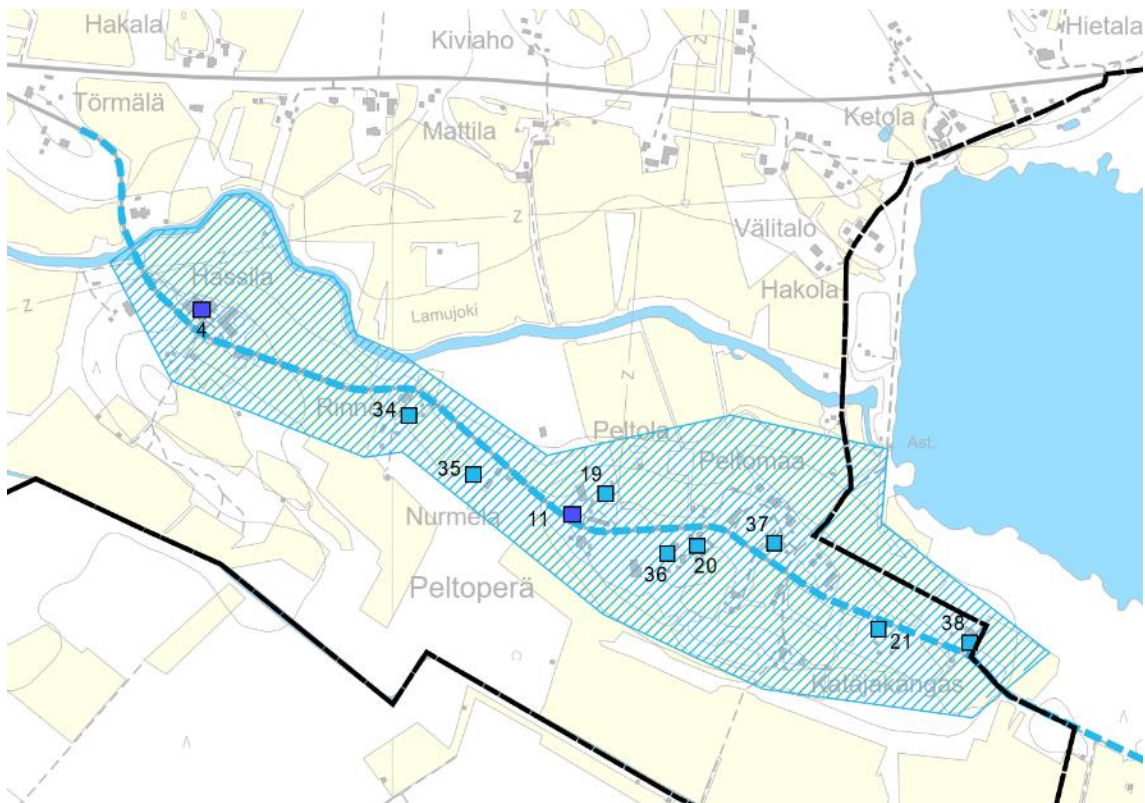 Hakala
Kiviaho
Hietala
Törmälä
Mattila
Ketola
Z
Välitalo
Z
Z
Hassila
Hakola
4
Lamujoki
Z
34
Peltola
Ast.
35
19
Peltomaa
Nurmela
11
37
36
20
Peltoperä
38
21
Katajakangas